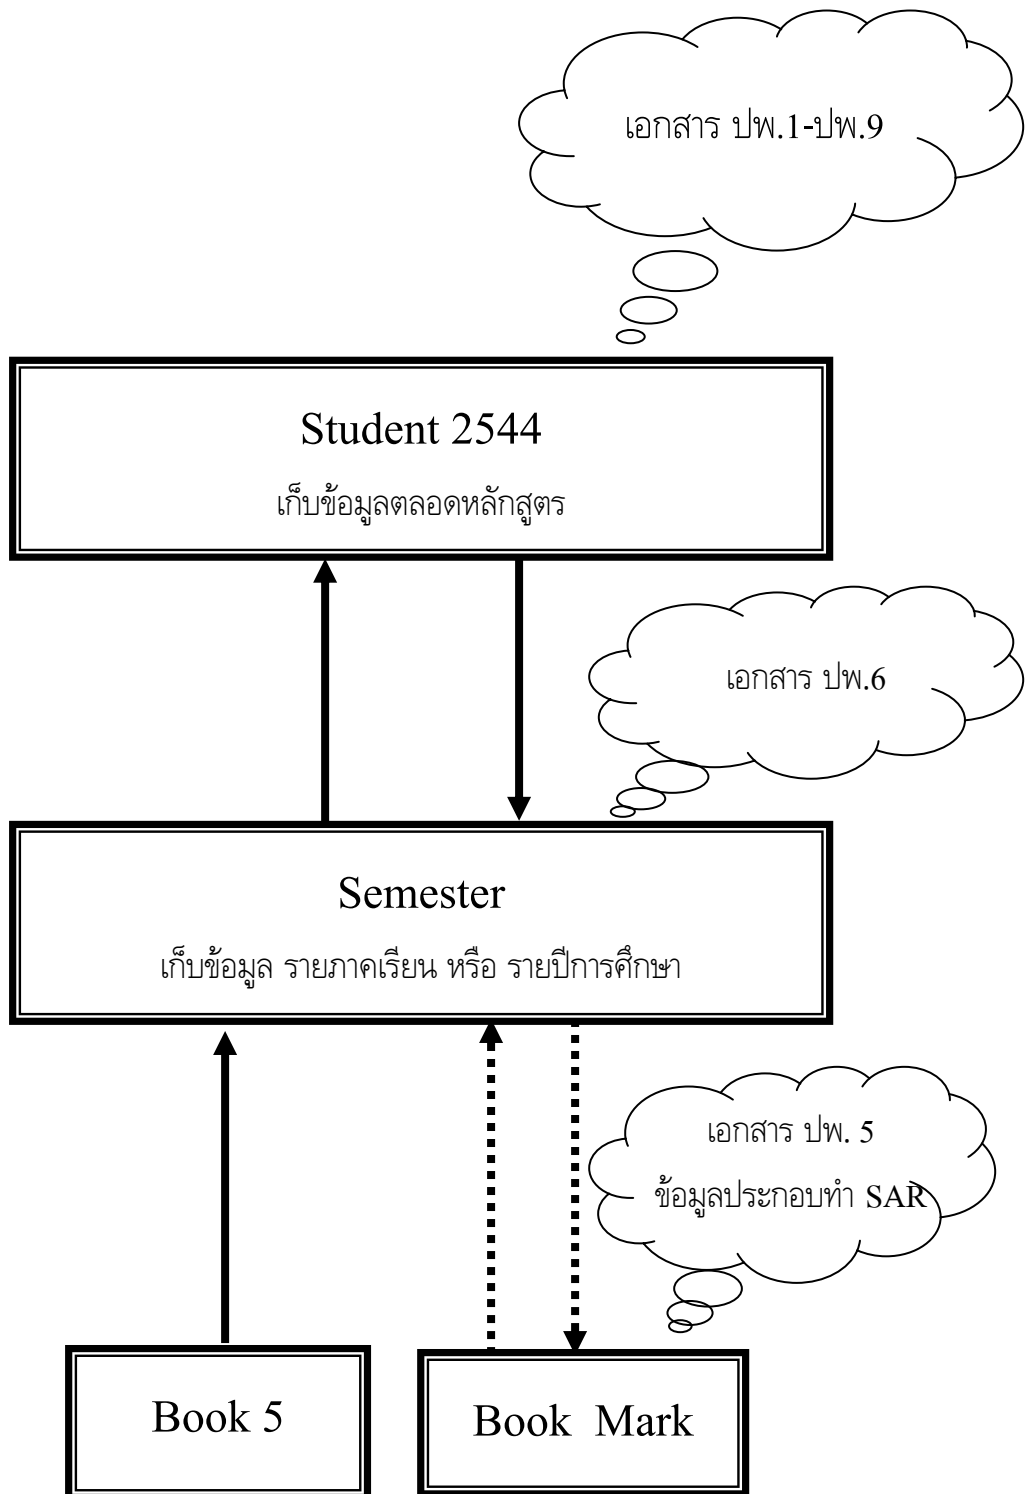 เอกสาร ปพ.1-ปพ.9
Student 2544
เก็บข้อมูลตลอดหลักสูตร
เอกสาร ปพ.6
Semester
เก็บข้อมูล รายภาคเรียน หรือ รายปีการศึกษา
เอกสาร ปพ. 5
ข้อมูลประกอบทำ SAR
Book 5
Book Mark